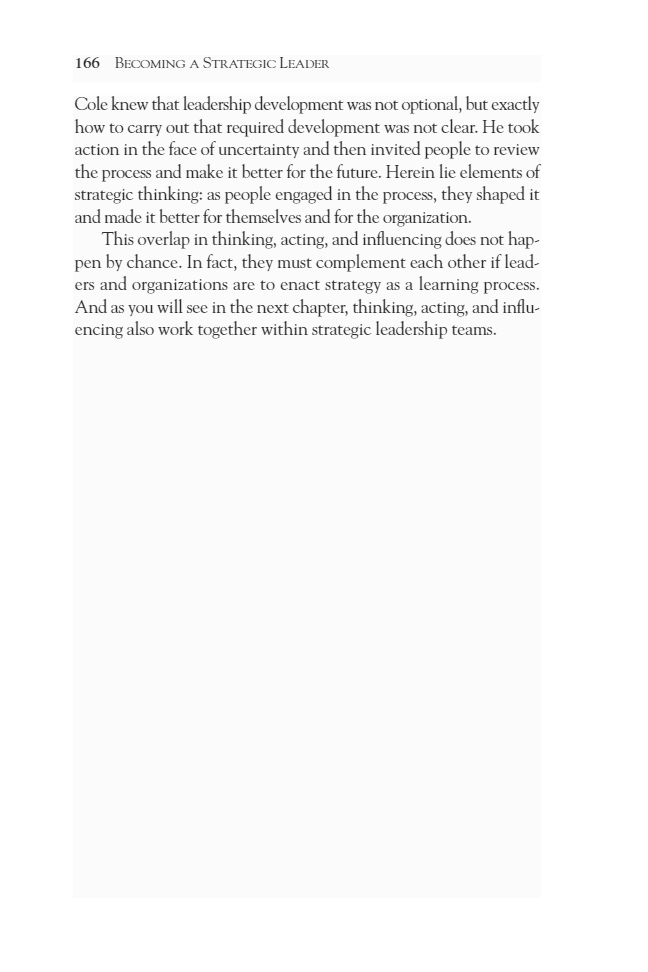 166 BECOMING A STRATEGIC LEADER
Cole knew that leadership development was not optional, but exactly
how to carry out that required development was not clear. He took
action in the face of uncertainty and then invited people to review
the process and make it better for the future. Herein lie elements of
strategic thinking: as people engaged in the process, they shaped it
and made it better for themselves and for the organization.
This overlap in thinking, acting, and influencing does not hap-
pen by chance. In fact, they must complement each other if lead-
ers and organizations are to enact strategy as a learning process.
And as you will see in the next chapter, thinking, acting, and influ-
encing also work together within strategic leadership teams.